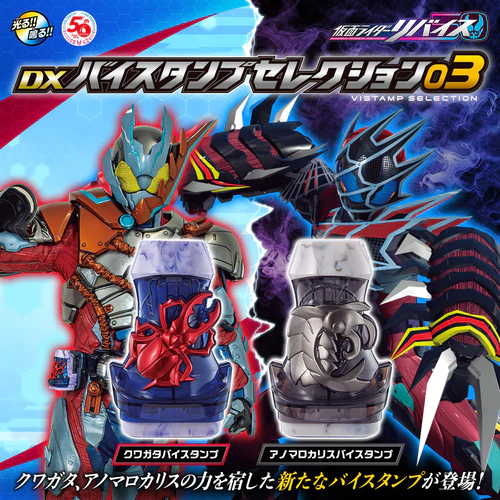 光る!!
鳴る!!
50
仮面ライダーリバイス
DXバイスタンプセレクション03
VISTAMP SELECTION
クワガタバイスタンプ
アノマロカリスバイスタンプ
クワガタ、アノマロカリスの力を宿した新たなバイスタンプが登場!